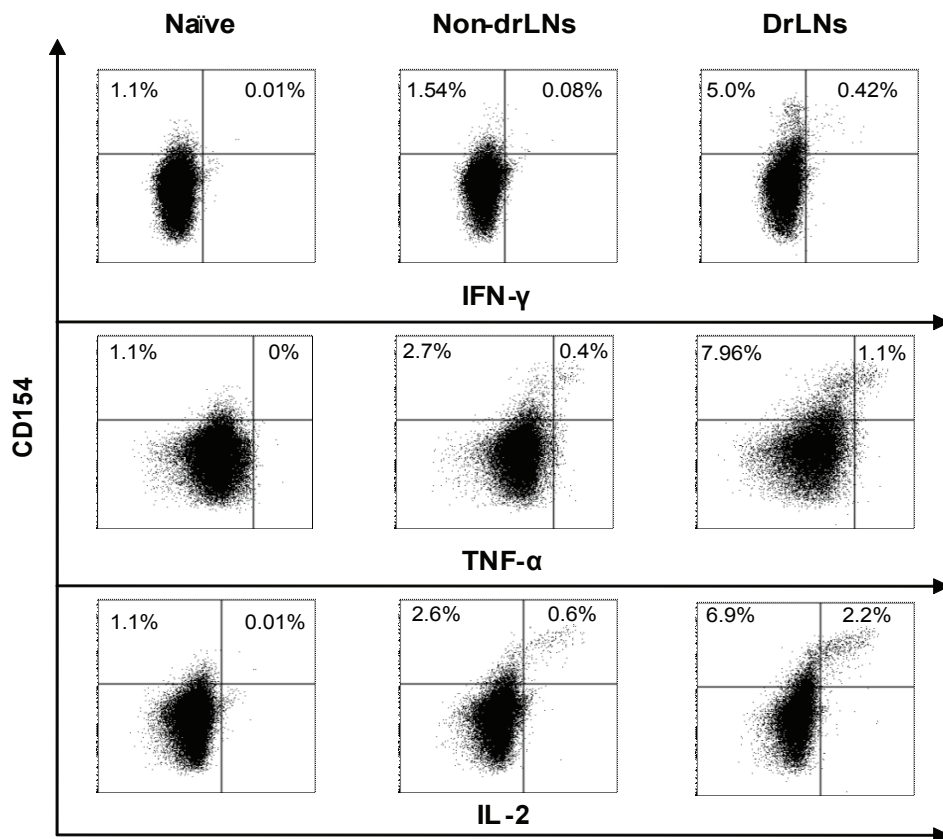 Naïve Non-drLNs DrLNs
1.1% 0.01% 1.54% 0.08% 5.0% 0.42%
IFN-γ
1.1% 0% 2.7% 0.4% 7.96% 1.1%
CD154
TNF-α
1.1% 0.01% 2.6% 0.6% 6.9% 2.2%
IL-2